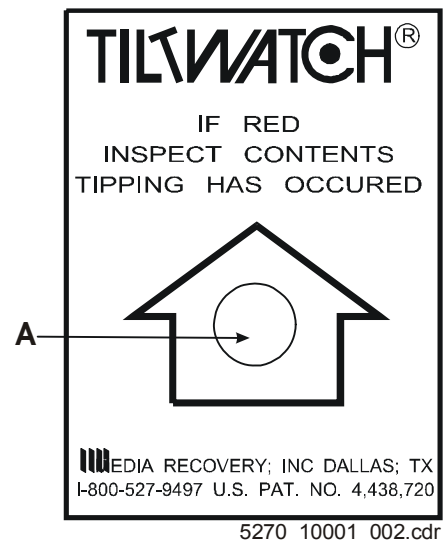 TILTWATCH®
IF RED
INSPECT CONTENTS
TIPPING HAS OCCURED
A
MEDIA RECOVERY; INC DALLAS; TX
I-800-527-9497 U.S. PAT. NO. 4,438,720
5270 10001 002.cdr